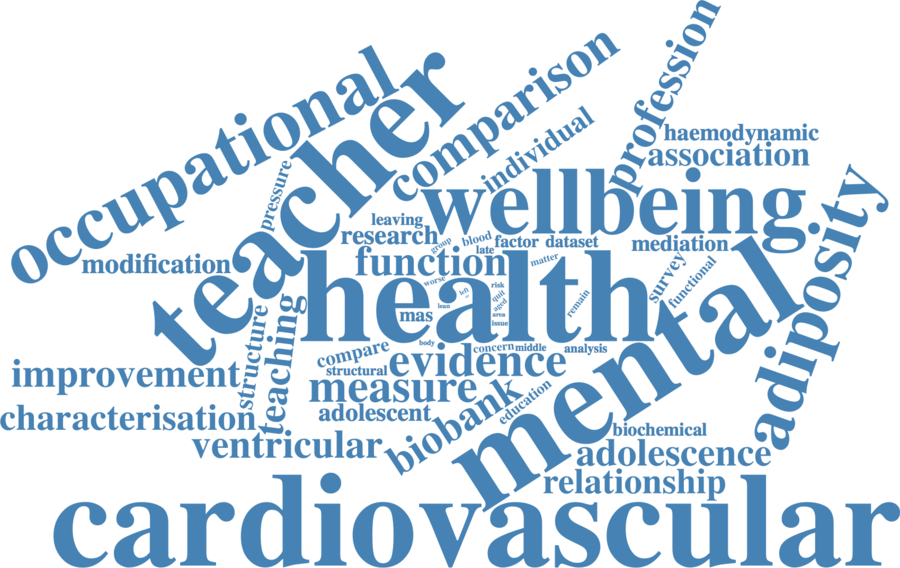 profession
comparison
occupational
teacher
individual
haemodynamic
association
pressure
wellbeing
adiposity
leaving
research
group
blood
late
factor
dataset
mediation
modification
function
matter
survey
functional
health
worse
left
risk
quit
aged
lean
mas
area
issue
remain
mental
structure
teaching
compare
structural
body
concern
middle
analysis
evidence
improvement
measure
education
adolescent
characterisation
biobank
biochemical
ventricular
adolescence
relationship
cardiovascular